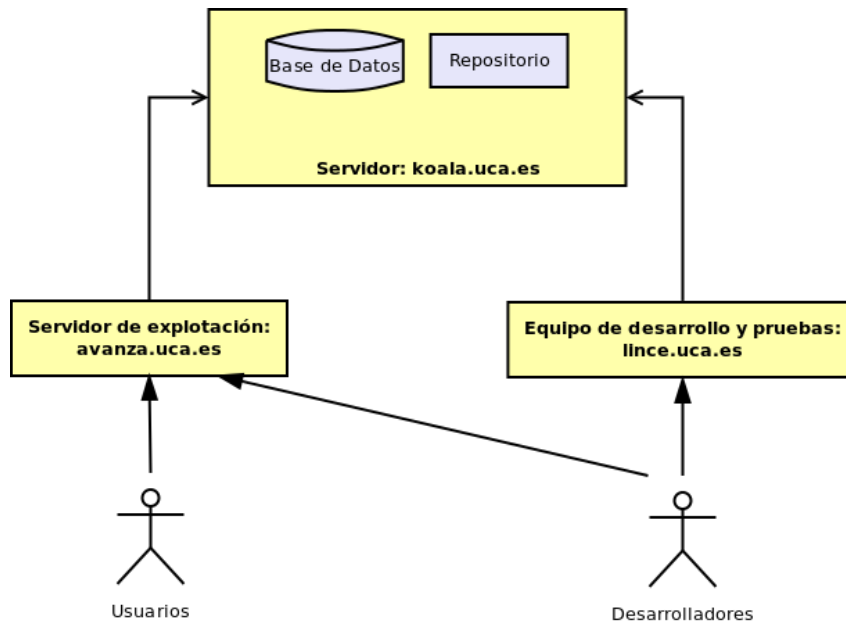 Base de Datos
Repositorio
Servidor: koala.uca.es
Servidor de explotación:
avanza.uca.es
Equipo de desarrollo y pruebas:
lince.uca.es
Usuarios
Desarrolladores